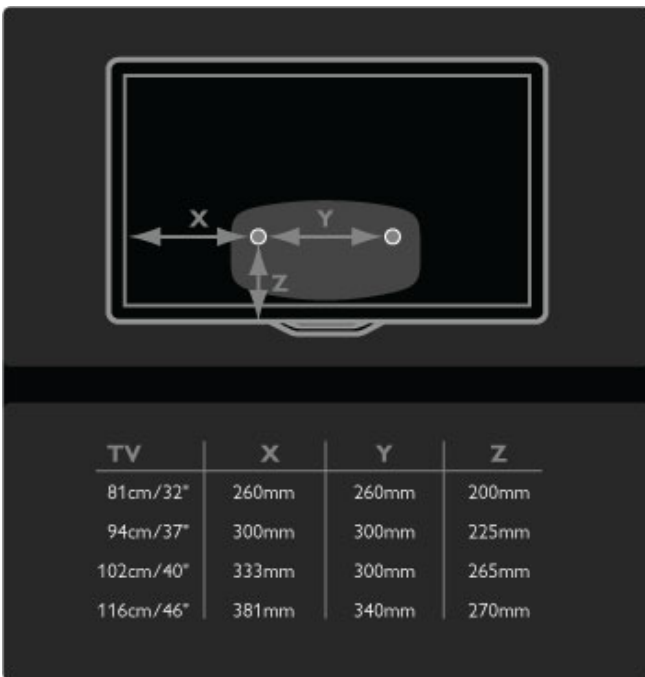 X Y
Z
TV X Y Z
81cm/32" 260mm 260mm 200mm
94cm/37" 300mm 300mm 225mm
102cm/40" 333mm 300mm 265mm
116cm/46" 381mm 340mm 270mm